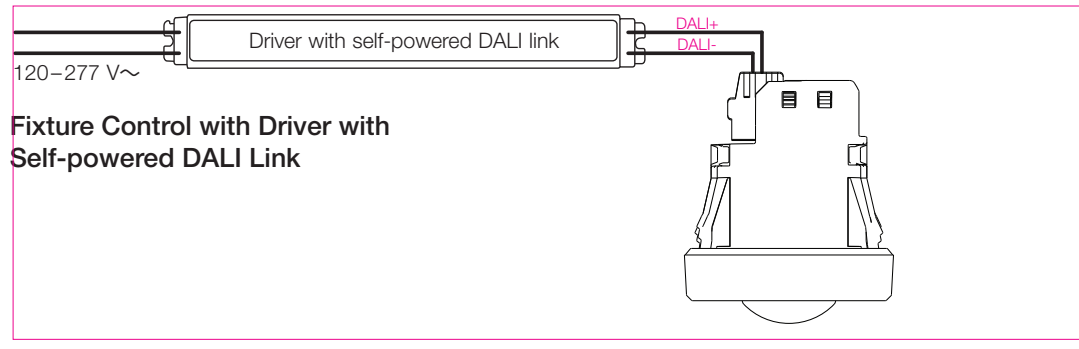 DALI+
Driver with self-powered DALI link
DALI-
120–277 V~
Fixture Control with Driver with
Self-powered DALI Link